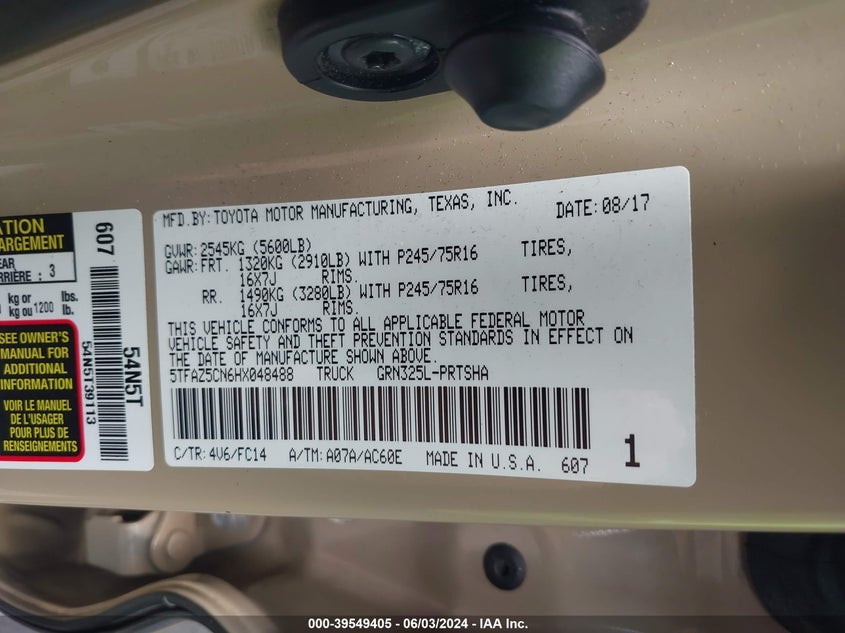 ATION
ARGEMENT
EAR
RRIÈRE : 3
kg or lbs.
kg ou 1200 lb.
SEE OWNER'S
MANUAL FOR
ADDITIONAL
INFORMATION
VOIR LE MANUEL
DE L'USAGER
POUR PLUS DE
RENSEIGNEMENTS
607
54N5T39113
54N5T
MFD.BY:TOYOTA MOTOR MANUFACTURING, TEXAS, INC. DATE:08/17
GVWR:2545KG (5600LB)
GAWR:FRT. 1320KG (2910LB) WITH P245/75R16 TIRES,
16X7J RIMS.
RR. 1490KG (3280LB) WITH P245/75R16 TIRES,
16X7J RIMS.
THIS VEHICLE CONFORMS TO ALL APPLICABLE FEDERAL MOTOR
VEHICLE SAFETY AND THEFT PREVENTION STANDARDS IN EFFECT ON
THE DATE OF MANUFACTURE SHOWN ABOVE.
5TFAZ5CN6HX048488 TRUCK GRN325L-PRTSHA
C/TR:4V6/FC14 A/TM:A07A/AC60E MADE IN U.S.A. 607 1
000-39549405 - 06/03/2024 - IAA Inc.